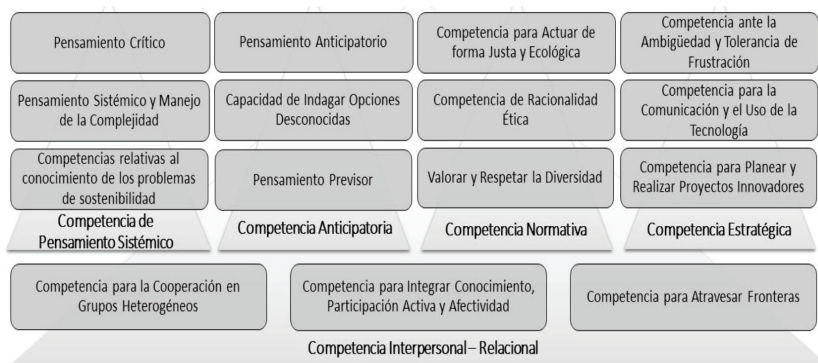 Pensamiento Crítico
Pensamiento Sistémico y Manejo
de la Complejidad
Competencias relativas al
conocimiento de los problemas
de sostenibilidad
Competencia de
Pensamiento Sistémico
Pensamiento Anticipatorio
Capacidad de Indagar Opciones
Desconocidas
Pensamiento Previsor
Competencia Anticipatoria
Competencia para Actuar de
forma Justa y Ecológica
Competencia de Racionalidad
Ética
Valorar y Respetar la Diversidad
Competencia Normativa
Competencia ante la
Ambigüedad y Tolerancia de
Frustración
Competencia para la
Comunicación y el Uso de la
Tecnología
Competencia para Planear y
Realizar Proyectos Innovadores
Competencia Estratégica
Competencia para la Cooperación en
Grupos Heterogéneos
Competencia para Integrar Conocimiento,
Participación Activa y Afectividad
Competencia para Atravesar Fronteras
Competencia Interpersonal – Relacional